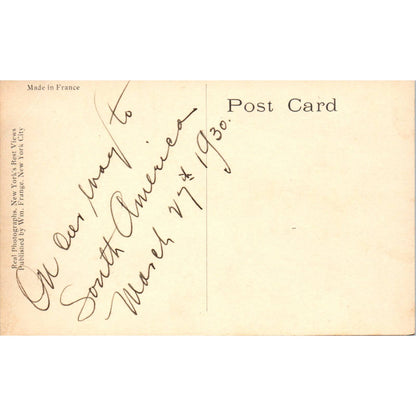 Made in France
Post Card
Real Photographs, New York's Best Views
Published by Wm. Frange, New York City
On our way to
South America
March 27th 1930.